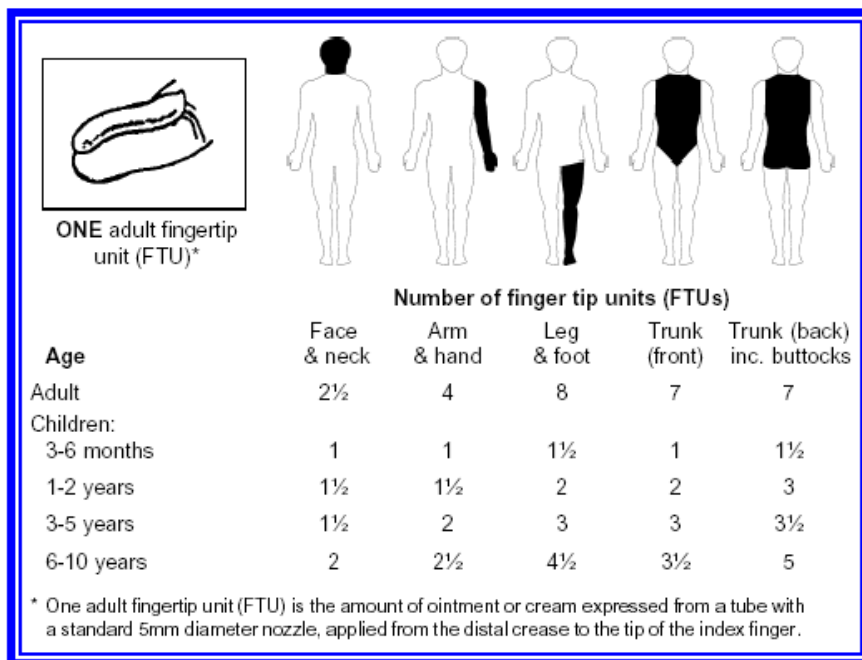 ONE adult fingertip
unit (FTU)*
Number of finger tip units (FTUs)
Face Arm Leg Trunk Trunk (back)
Age & neck & hand & foot (front) inc. buttocks
Adult 2½ 4 8 7 7
Children:
3-6 months 1 1 1½ 1 1½
1-2 years 1½ 1½ 2 2 3
3-5 years 1½ 2 3 3 3½
6-10 years 2 2½ 4½ 3½ 5
* One adult fingertip unit (FTU) is the amount of ointment or cream expressed from a tube with
a standard 5mm diameter nozzle, applied from the distal crease to the tip of the index finger.